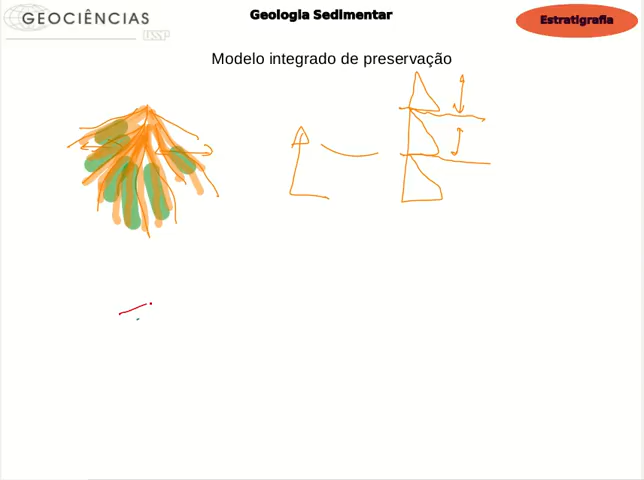 GEOCIÊNCIAS
USP
Geologia Sedimentar
Estratigrafia
Modelo integrado de preservação